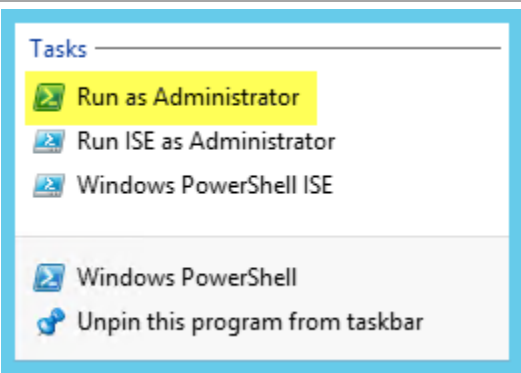 Tasks
Run as Administrator
Run ISE as Administrator
Windows PowerShell ISE
Windows PowerShell
Unpin this program from taskbar